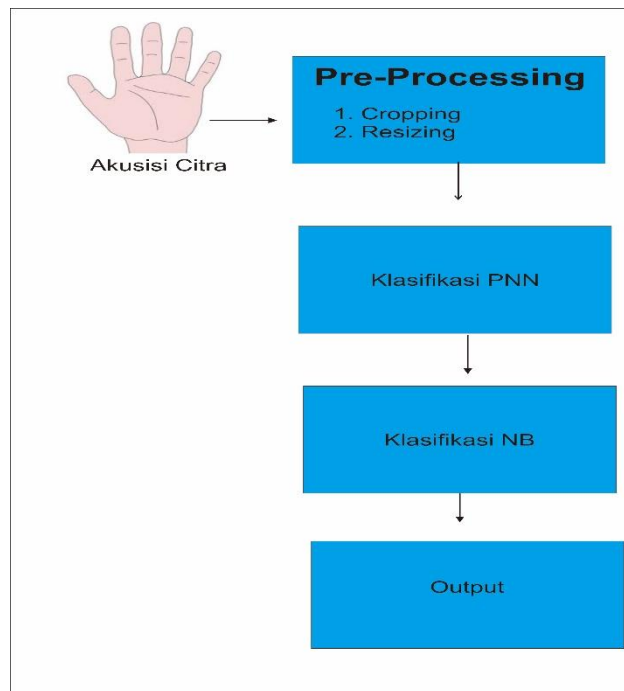 Akusisi Citra
Pre-Processing
1. Cropping
2. Resizing
Klasifikasi PNN
Klasifikasi NB
Output